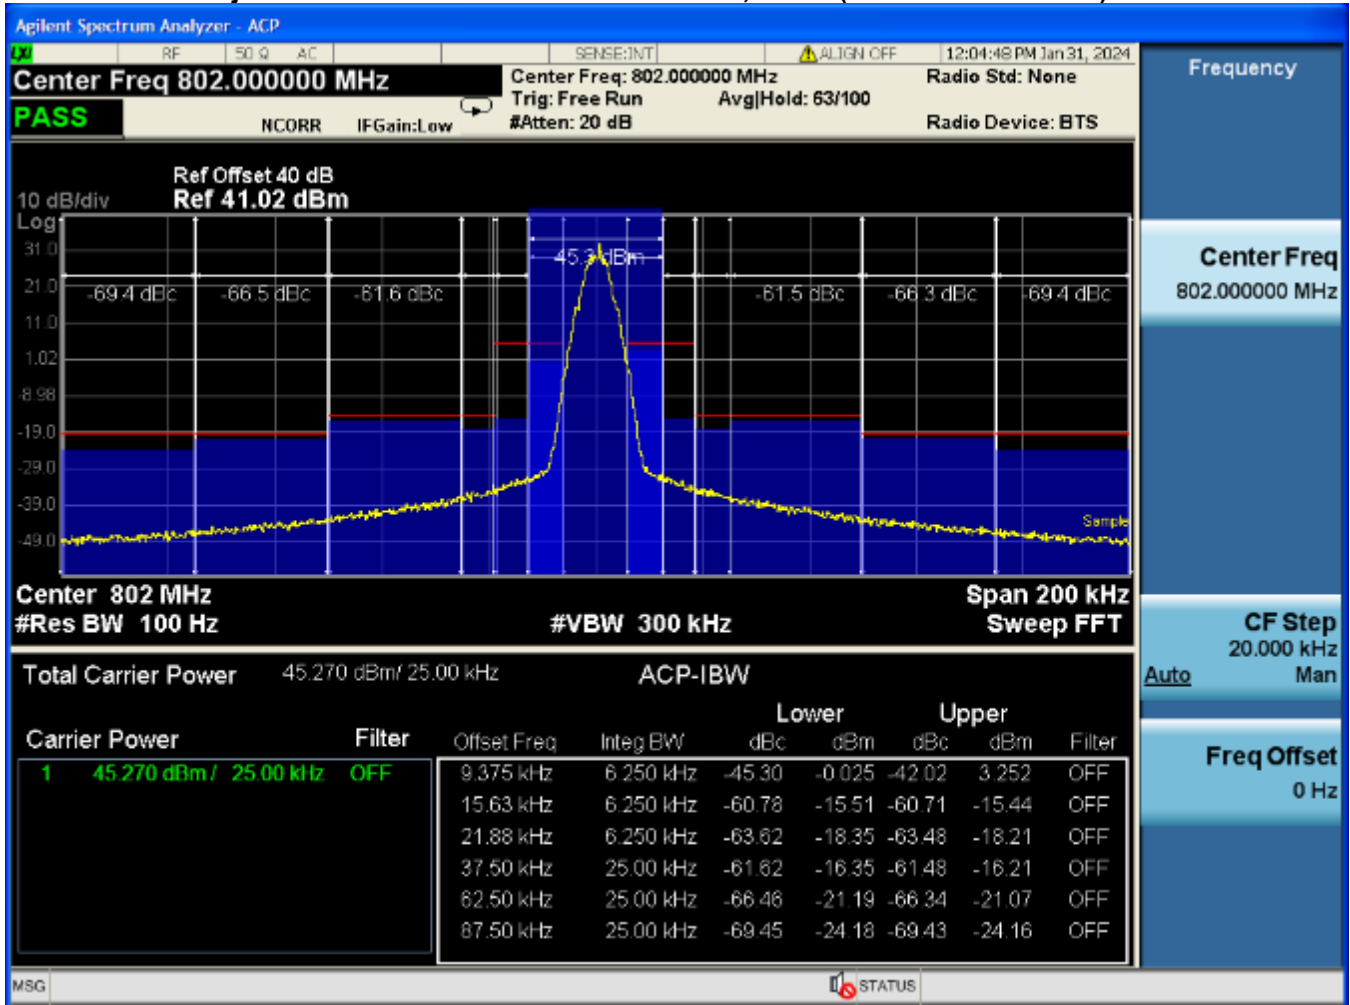 Agilent Spectrum Analyzer - ACP
LXI RF 50 Ω AC SENSE:INT ALIGN OFF 12:04:48 PM Jan 31, 2024
Center Freq 802.000000 MHz
Center Freq: 802.000000 MHz Radio Std: None
Trig: Free Run Avg|Hold: 63/100
PASS NCORR IFGain:Low #Atten: 20 dB Radio Device: BTS
Ref Offset 40 dB
10 dB/div Ref 41.02 dBm
Log
31.0
45.3 dBm
21.0
-69.4 dBc -66.5 dBc -61.6 dBc -61.5 dBc -66.3 dBc -69.4 dBc
11.0
1.02
-8.98
-19.0
-29.0
-39.0
Sample
-49.0
Center 802 MHz Span 200 kHz
#Res BW 100 Hz #VBW 300 kHz Sweep FFT
Total Carrier Power 45.270 dBm/ 25.00 kHz ACP-IBW
Lower Upper
Carrier Power Filter Offset Freq Integ BW dBc dBm dBc dBm Filter
1 45.270 dBm / 25.00 kHz OFF 9.375 kHz 6.250 kHz -45.30 -0.025 -42.02 3.252 OFF
15.63 kHz 6.250 kHz -60.78 -15.51 -60.71 -15.44 OFF
21.88 kHz 6.250 kHz -63.62 -18.35 -63.48 -18.21 OFF
37.50 kHz 25.00 kHz -61.62 -16.35 -61.48 -16.21 OFF
62.50 kHz 25.00 kHz -66.46 -21.19 -66.34 -21.07 OFF
87.50 kHz 25.00 kHz -69.45 -24.18 -69.43 -24.16 OFF
MSG STATUS
Frequency
Center Freq
802.000000 MHz
CF Step
20.000 kHz
Auto Man
Freq Offset
0 Hz